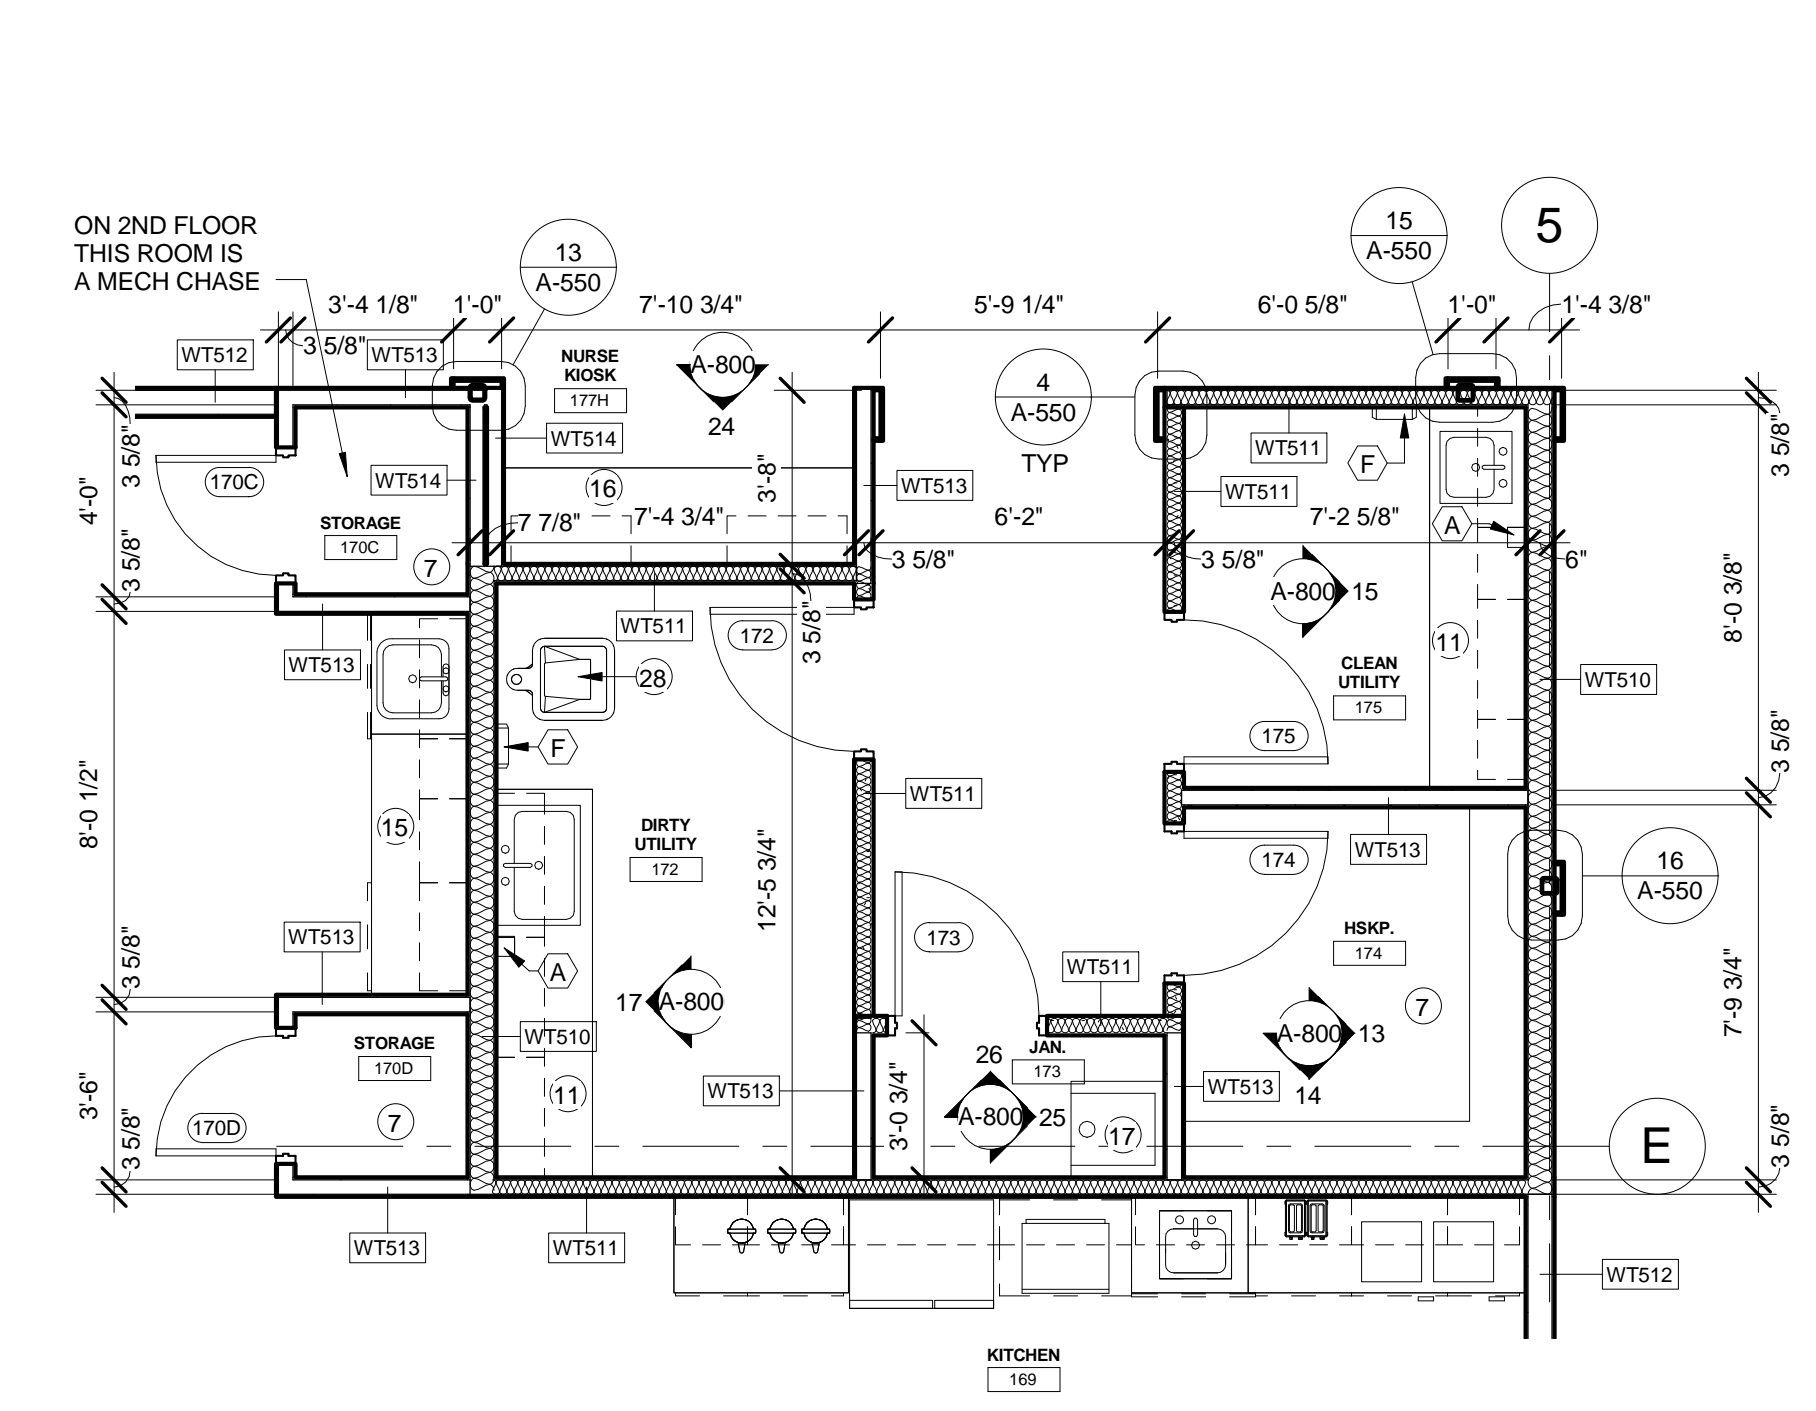 ON 2ND FLOOR
THIS ROOM IS
A MECH CHASE
13
A-550
15
A-550
5
3'-4 1/8"
1'-0"
7'-10 3/4"
5'-9 1/4"
6'-0 5/8"
1'-0"
1'-4 3/8"
3 5/8"
WT512
WT513
NURSE
KIOSK
177H
A-800
24
4
A-550
TYP
WT514
WT511
F
WT514
16
3'-8"
WT513
WT511
3 5/8"
4'-0"
3 5/8"
170C
STORAGE
170C
7
7 7/8"
7'-4 3/4"
6'-2"
7'-2 5/8"
A
3 5/8"
3 5/8"
3 5/8"
6"
A-800
15
8'-0 3/8"
WT511
172
3 5/8"
11
WT513
28
CLEAN
UTILITY
175
WT510
F
175
3 5/8"
8'-0 1/2"
15
DIRTY
UTILITY
172
12'-5 3/4"
WT511
WT513
174
16
A-550
WT513
3 5/8"
173
HSKP.
174
A
WT511
17
A-800
7
7'-9 3/4"
WT510
STORAGE
170D
26
JAN.
173
A-800
13
14
3'-6"
3 5/8"
170D
7
11
WT513
3'-0 3/4"
A-800
25
17
WT513
E
3 5/8"
WT513
WT511
WT512
KITCHEN
169